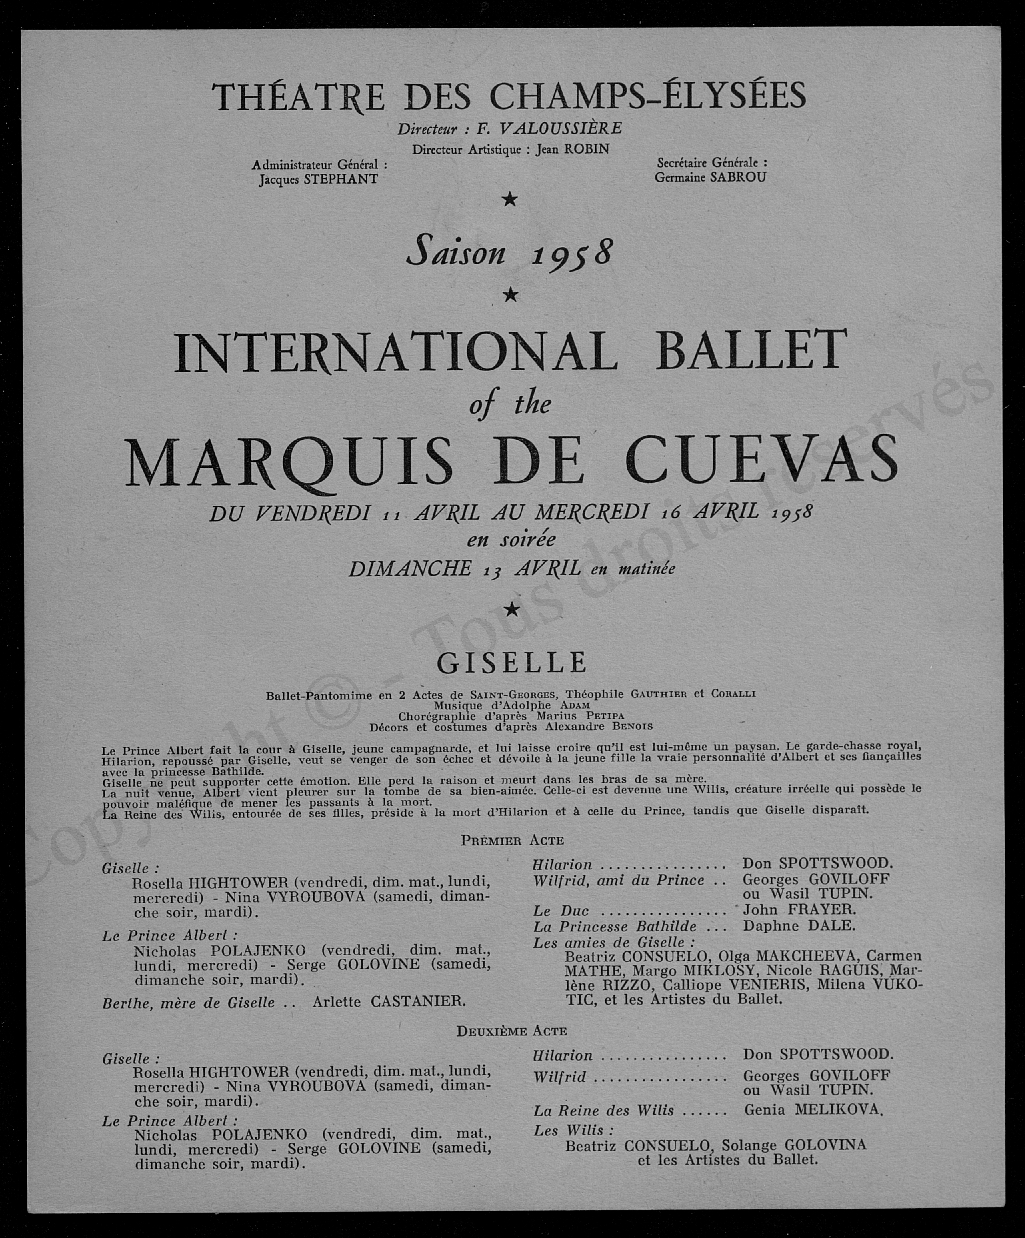 THÉATRE DES CHAMPS-ÉLYSÉES
Directeur : F. VALOUSSIÈRE
Directeur Artistique : Jean ROBIN
Administrateur Général :
Jacques STEPHANT
Secrétaire Générale :
Germaine SABROU
★
Saison 1958
★
INTERNATIONAL BALLET
of the
MARQUIS DE CUEVAS
DU VENDREDI 11 AVRIL AU MERCREDI 16 AVRIL 1958
en soirée
DIMANCHE 13 AVRIL en matinée
★
GISELLE
Ballet-Pantomime en 2 Actes de SAINT-GEORGES, Théophile GAUTHIER et CORALLI
Musique d'Adolphe ADAM
Chorégraphie d'après Marius PETIPA
Décors et costumes d'après Alexandre BENOIS
Le Prince Albert fait la cour à Giselle, jeune campagnarde, et lui laisse croire qu'il est lui-même un paysan. Le garde-chasse royal,
Hilarion, repoussé par Giselle, veut se venger de son échec et dévoile à la jeune fille la vraie personnalité d'Albert et ses fiançailles
avec la princesse Bathilde.
Giselle ne peut supporter cette émotion. Elle perd la raison et meurt dans les bras de sa mère.
La nuit venue, Albert vient pleurer sur la tombe de sa bien-aimée. Celle-ci est devenue une Wilis, créature irréelle qui possède le
pouvoir maléfique de mener les passants à la mort.
La Reine des Wilis, entourée de ses filles, préside à la mort d'Hilarion et à celle du Prince, tandis que Giselle disparaît.
PREMIER ACTE
Giselle :
Rosella HIGHTOWER (vendredi, dim. mat., lundi,
mercredi) - Nina VYROUBOVA (samedi, diman-
che soir, mardi).
Le Prince Albert :
Nicholas POLAJENKO (vendredi, dim. mat.,
lundi, mercredi) - Serge GOLOVINE (samedi,
dimanche soir, mardi).
Berthe, mère de Giselle .. Arlette CASTANIER.
Hilarion ................ Don SPOTTSWOOD.
Wilfrid, ami du Prince .. Georges GOVILOFF
ou Wasil TUPIN.
Le Duc ................ John FRAYER.
La Princesse Bathilde ... Daphne DALE.
Les amies de Giselle :
Beatriz CONSUELO, Olga MAKCHEEVA, Carmen
MATHE, Margo MIKLOSY, Nicole RAGUIS, Mar-
lène RIZZO, Calliope VENIERIS, Milena VUKO-
TIC, et les Artistes du Ballet.
DEUXIÈME ACTE
Giselle :
Rosella HIGHTOWER (vendredi, dim. mat., lundi,
mercredi) - Nina VYROUBOVA (samedi, diman-
che soir, mardi).
Le Prince Albert :
Nicholas POLAJENKO (vendredi, dim. mat.,
lundi, mercredi) - Serge GOLOVINE (samedi,
dimanche soir, mardi).
Hilarion ................ Don SPOTTSWOOD.
Wilfrid ................. Georges GOVILOFF
ou Wasil TUPIN.
La Reine des Wilis ...... Genia MELIKOVA.
Les Wilis :
Beatriz CONSUELO, Solange GOLOVINA
et les Artistes du Ballet.
Copyright © - Tous droits réservés